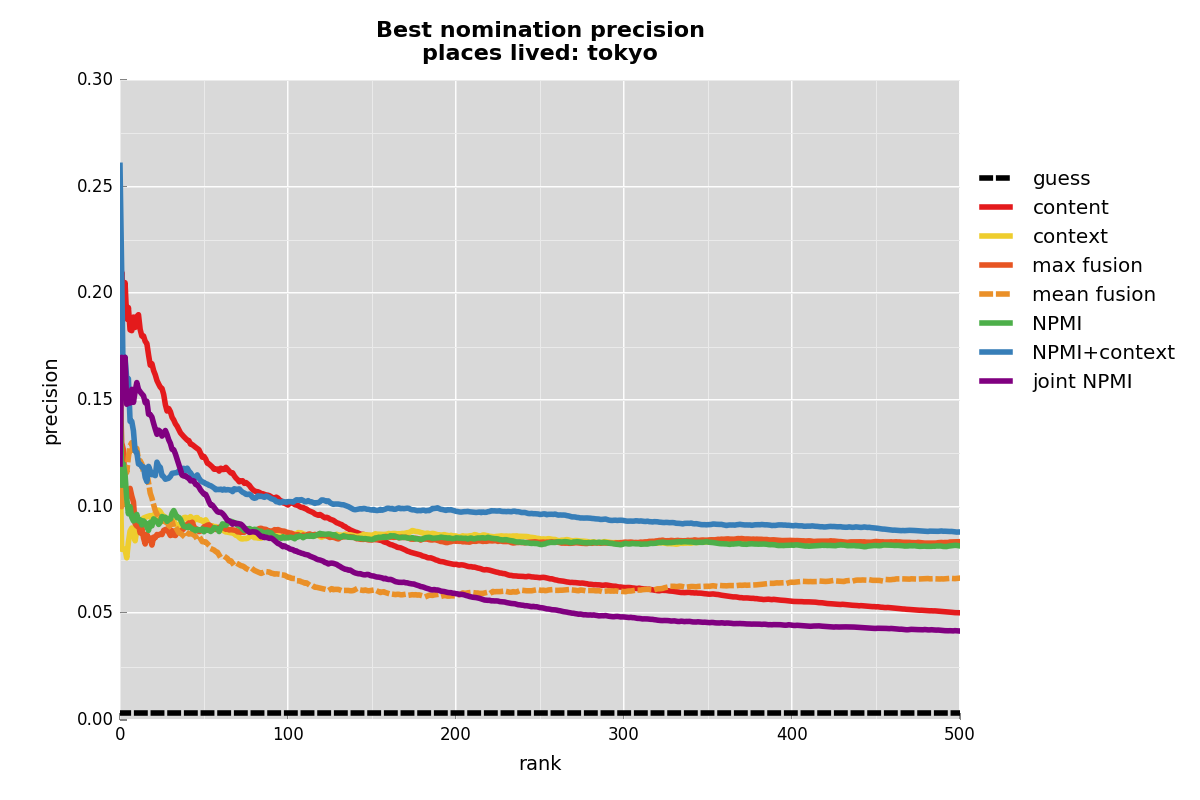 Best nomination precision
places lived: tokyo
0.30
0.25
0.20
0.15
0.10
0.05
0.00
precision
0 100 200 300 400 500
rank
guess
content
context
max fusion
mean fusion
NPMI
NPMI+context
joint NPMI